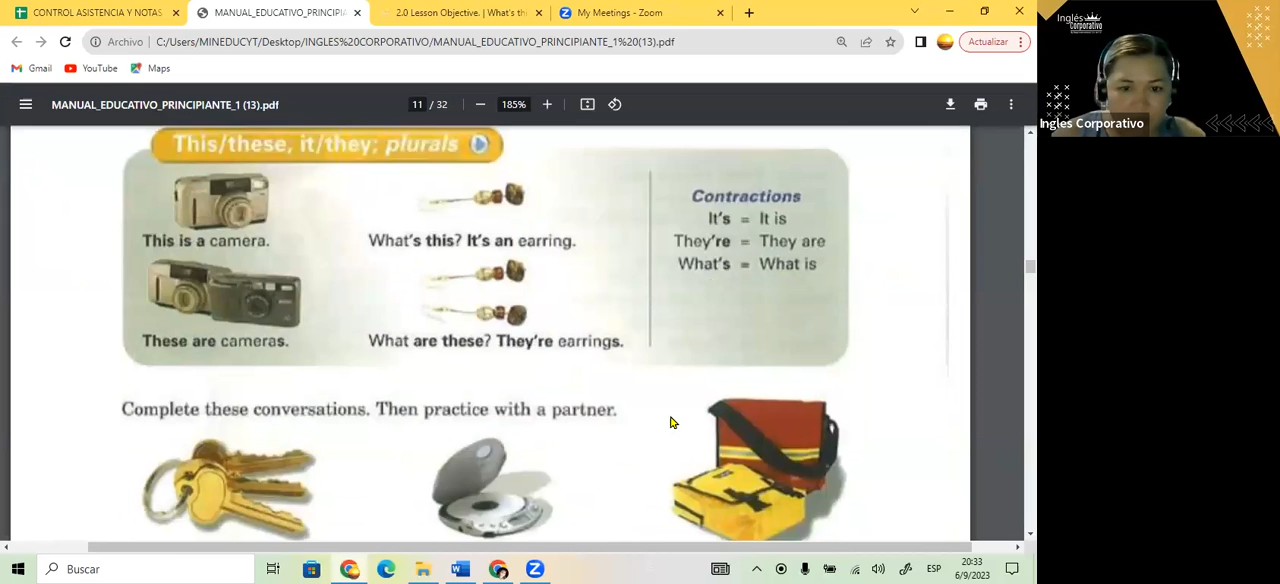 CONTROL ASISTENCIA Y NOTAS
MANUAL_EDUCATIVO_PRINCIPIA
2.0 Lesson Objective. | What's th
My Meetings - Zoom
Archivo
C:/Users/MINEDUCYT/Desktop/INGLES%20CORPORATIVO/MANUAL_EDUCATIVO_PRINCIPIANTE_1%20(13).pdf
Actualizar
Gmail
YouTube
Maps
MANUAL_EDUCATIVO_PRINCIPIANTE_1 (13).pdf
11 / 32
185%
This/these, it/they; plurals
This is a camera.
What's this? It's an earring.
These are cameras.
What are these? They're earrings.
Contractions
It's = It is
They're = They are
What's = What is
Complete these conversations. Then practice with a partner.
Inglés
Corporativo
Ingles Corporativo
Buscar
ESP
20:33
6/9/2023